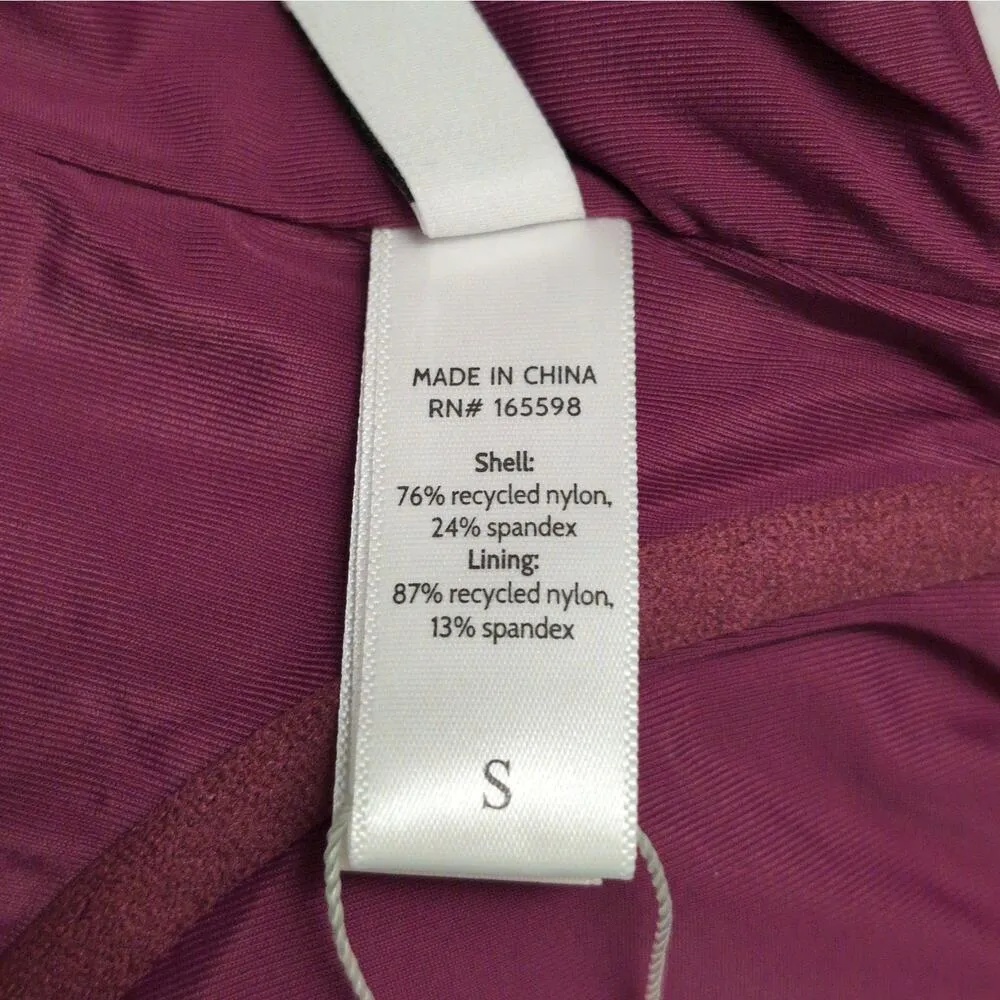 MADE IN CHINA
RN# 165598
Shell:
76% recycled nylon,
24% spandex
Lining:
87% recycled nylon,
13% spandex
S